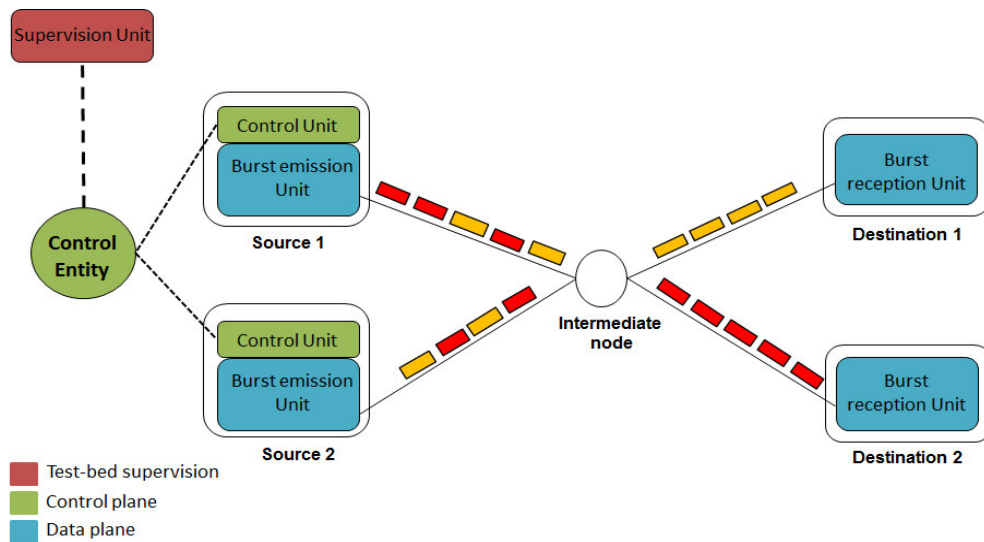 Supervision Unit
Control Unit
Burst emission
Unit
Source 1
Control
Entity
Control Unit
Burst emission
Unit
Source 2
Intermediate
node
Burst
reception Unit
Destination 1
Burst
reception Unit
Destination 2
Test-bed supervision
Control plane
Data plane